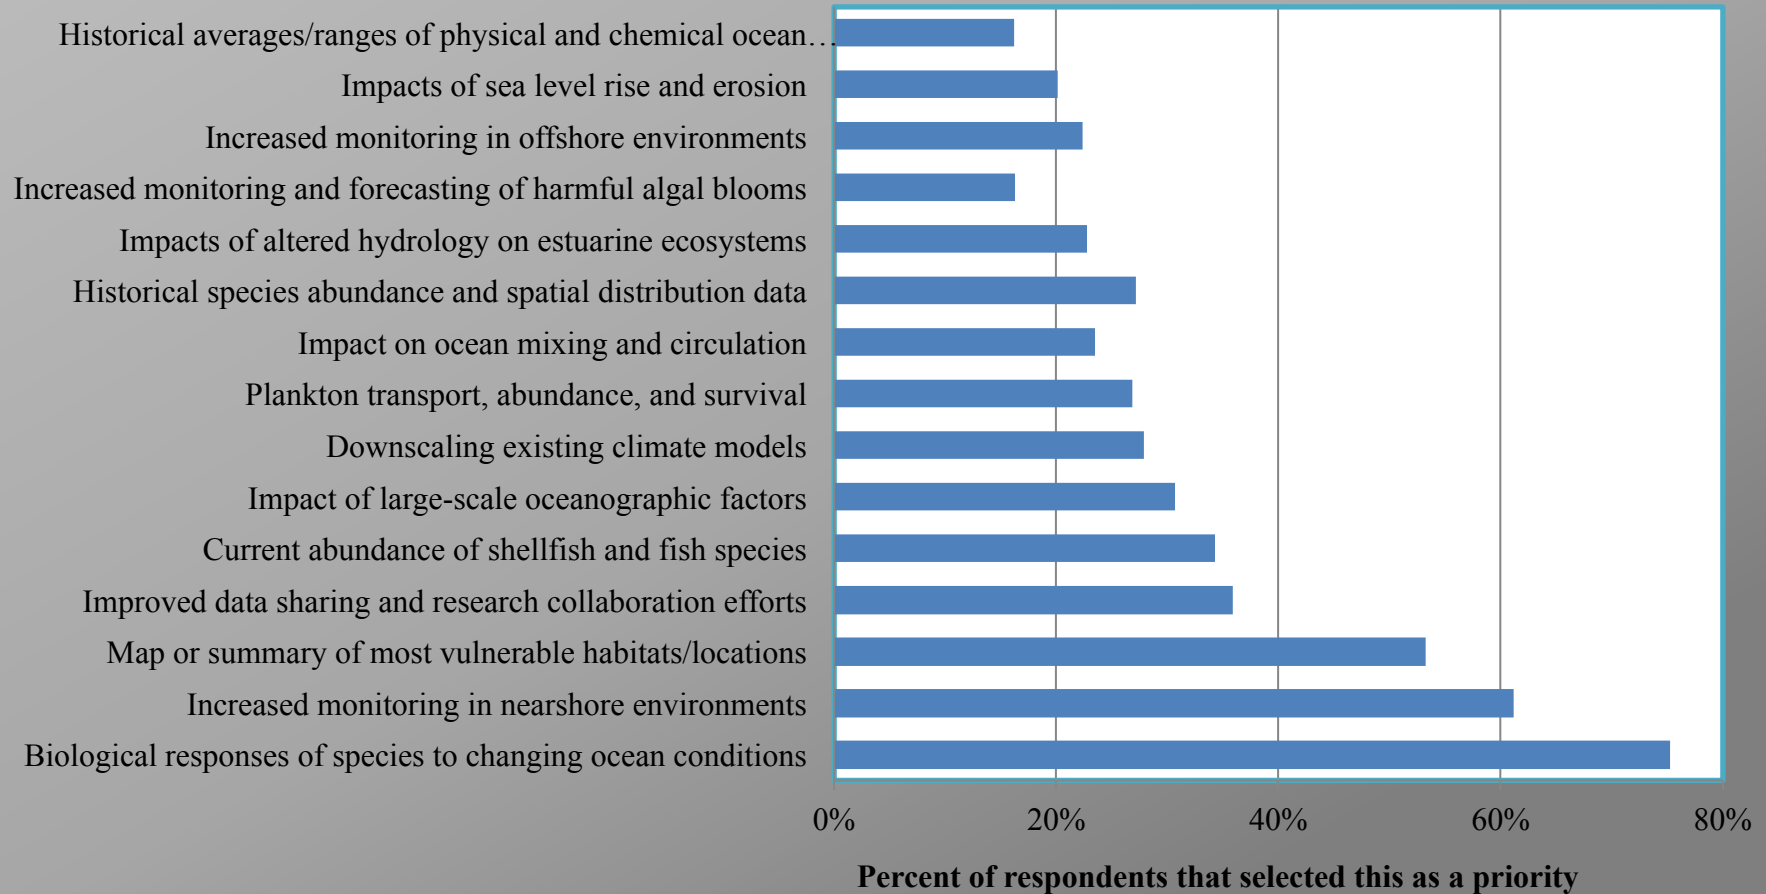 Historical averages/ranges of physical and chemical ocean…
Impacts of sea level rise and erosion
Increased monitoring in offshore environments
Increased monitoring and forecasting of harmful algal blooms
Impacts of altered hydrology on estuarine ecosystems
Historical species abundance and spatial distribution data
Impact on ocean mixing and circulation
Plankton transport, abundance, and survival
Downscaling existing climate models
Impact of large-scale oceanographic factors
Current abundance of shellfish and fish species
Improved data sharing and research collaboration efforts
Map or summary of most vulnerable habitats/locations
Increased monitoring in nearshore environments
Biological responses of species to changing ocean conditions
0% 20% 40% 60% 80%
Percent of respondents that selected this as a priority